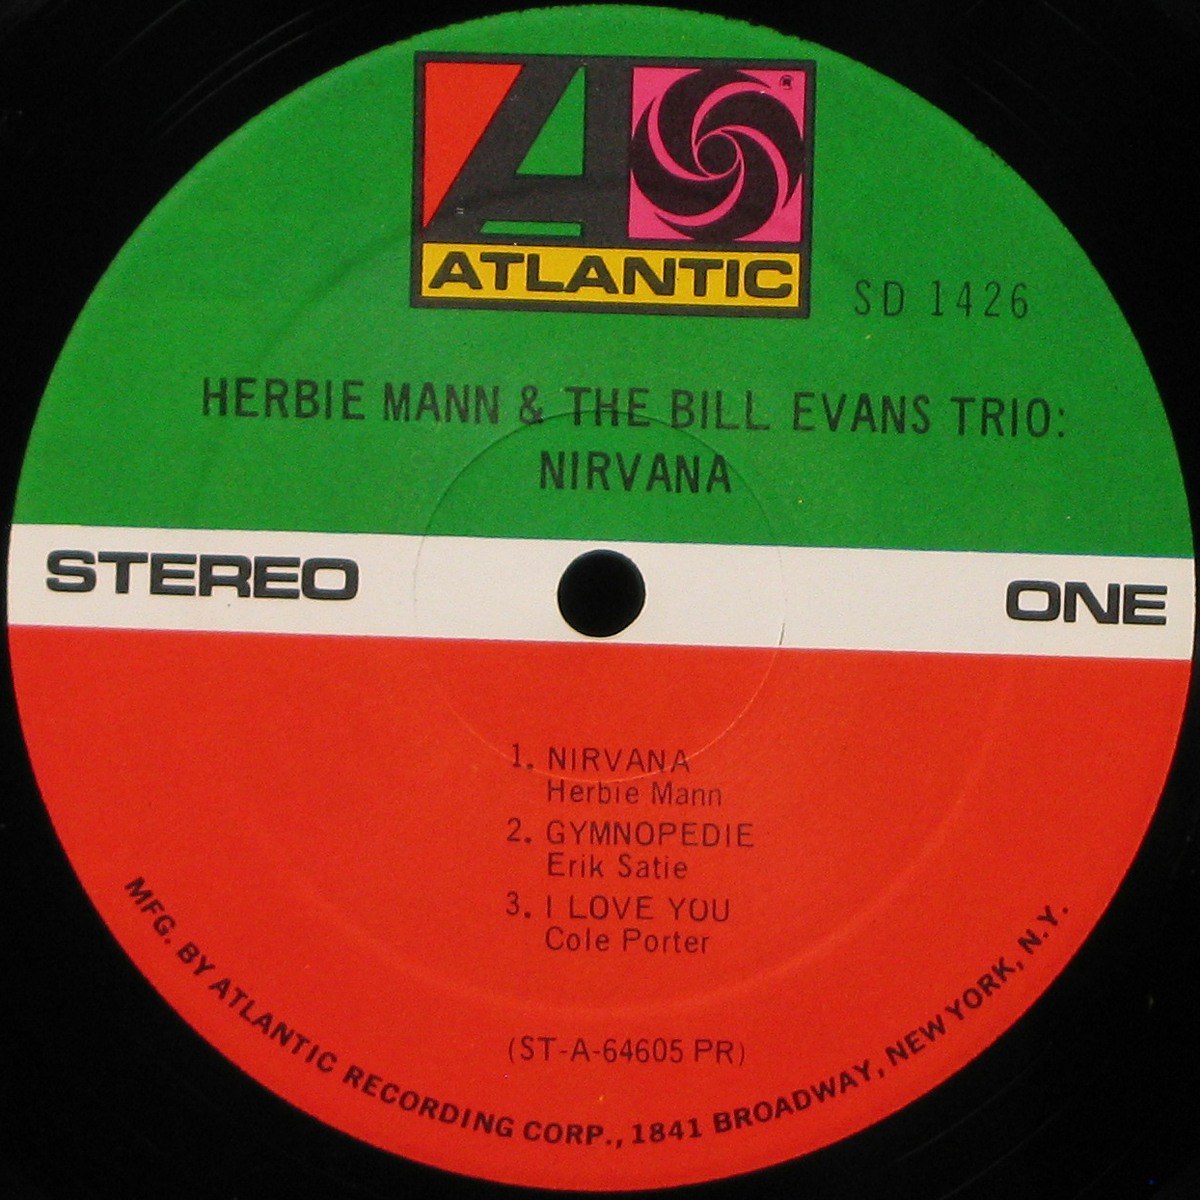 ATLANTIC
SD 1426
HERBIE MANN & THE BILL EVANS TRIO:
NIRVANA
STEREO
ONE
1. NIRVANA
Herbie Mann
2. GYMNOPEDIE
Erik Satie
3. I LOVE YOU
Cole Porter
(ST-A-64605 PR)
MFG. BY ATLANTIC RECORDING CORP., 1841 BROADWAY, NEW YORK, N.Y.